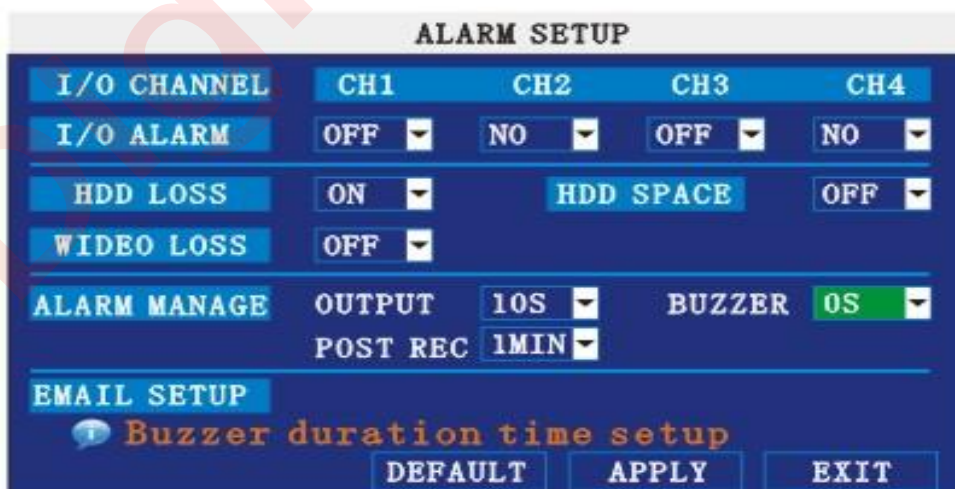 ALARM SETUP
I/O CHANNEL CH1 CH2 CH3 CH4
I/O ALARM OFF NO OFF NO
HDD LOSS ON HDD SPACE OFF
WIDEO LOSS OFF
ALARM MANAGE OUTPUT 10S BUZZER 0S
POST REC 1MIN
EMAIL SETUP
Buzzer duration time setup
DEFAULT APPLY EXIT